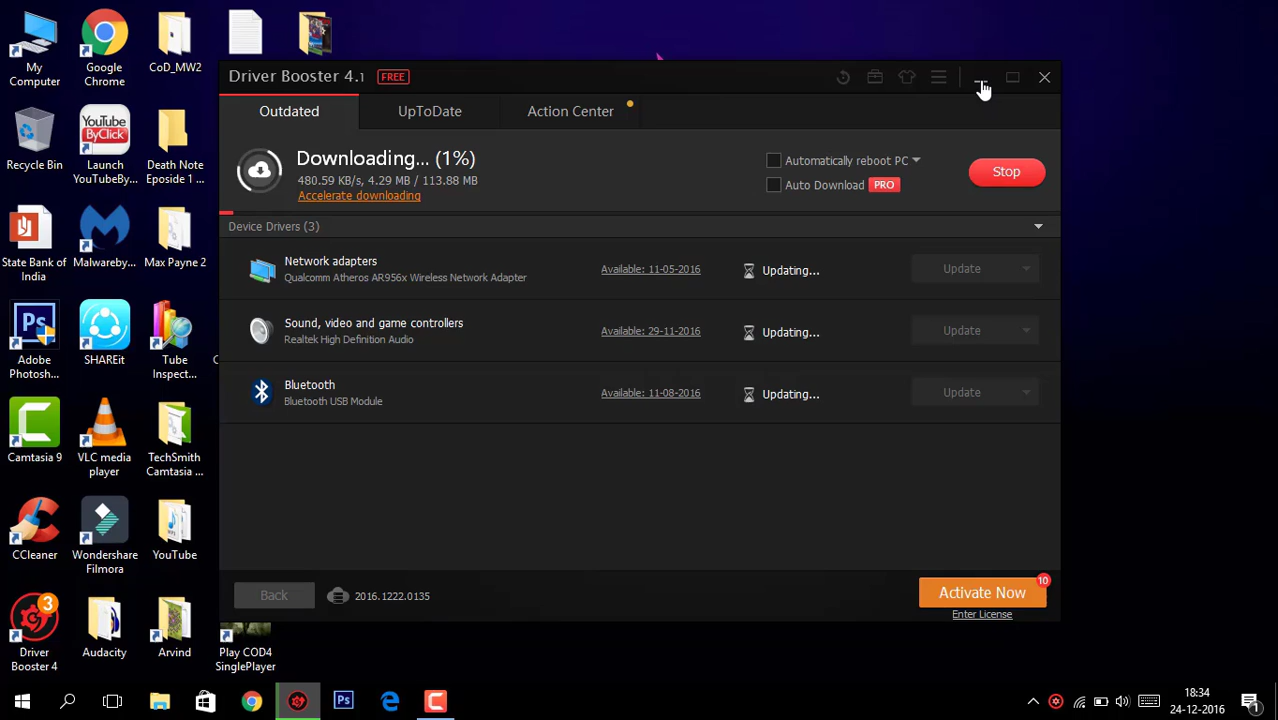 My
Computer
Google
Chrome
CoD_MW2
Recycle Bin
YouTube
ByClick
Launch
YouTubeBy...
Death Note
Eposide 1 ...
State Bank of
India
Malwareby...
Max Payne 2
Adobe
Photosh...
SHAREit
Tube
Inspect...
Camtasia 9
VLC media
player
TechSmith
Camtasia ...
CCleaner
Wondershare
Filmora
YouTube
3
Driver
Booster 4
Audacity
Arvind
Play COD4
SinglePlayer
Driver Booster 4.1 FREE
Outdated
UpToDate
Action Center
Downloading... (1%)
480.59 KB/s, 4.29 MB / 113.88 MB
Accelerate downloading
Automatically reboot PC
Auto Download PRO
Stop
Device Drivers (3)
Network adapters
Qualcomm Atheros AR956x Wireless Network Adapter
Available: 11-05-2016
Updating...
Update
Sound, video and game controllers
Realtek High Definition Audio
Available: 29-11-2016
Updating...
Update
Bluetooth
Bluetooth USB Module
Available: 11-08-2016
Updating...
Update
Back
2016.1222.0135
10
Activate Now
Enter License
Ps
18:34
24-12-2016
1